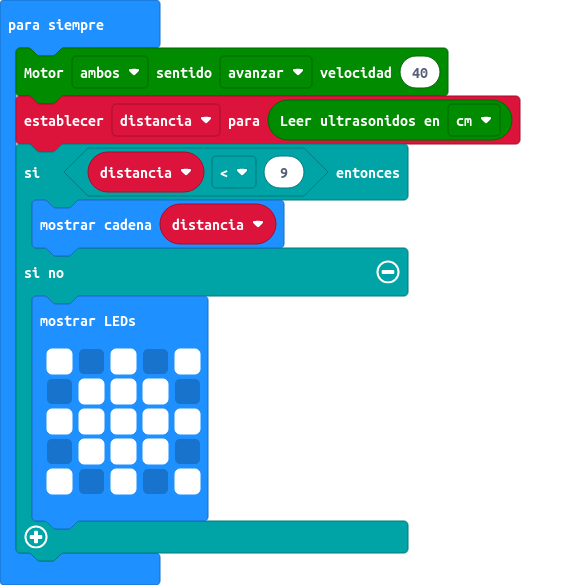 para siempre
Motor ambos sentido avanzar velocidad 40
establecer distancia para Leer ultrasonidos en cm
si distancia < 9 entonces
mostrar cadena distancia
si no
mostrar LEDs